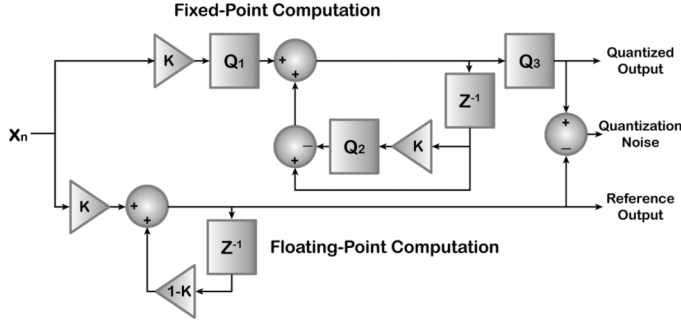 Fixed-Point Computation
K
Q1
+
+
Q3
Quantized
Output
Z-1
Xn
+
−
Quantization
Noise
−
+
Q2
K
K
+
+
Reference
Output
Z-1
Floating-Point Computation
1-K